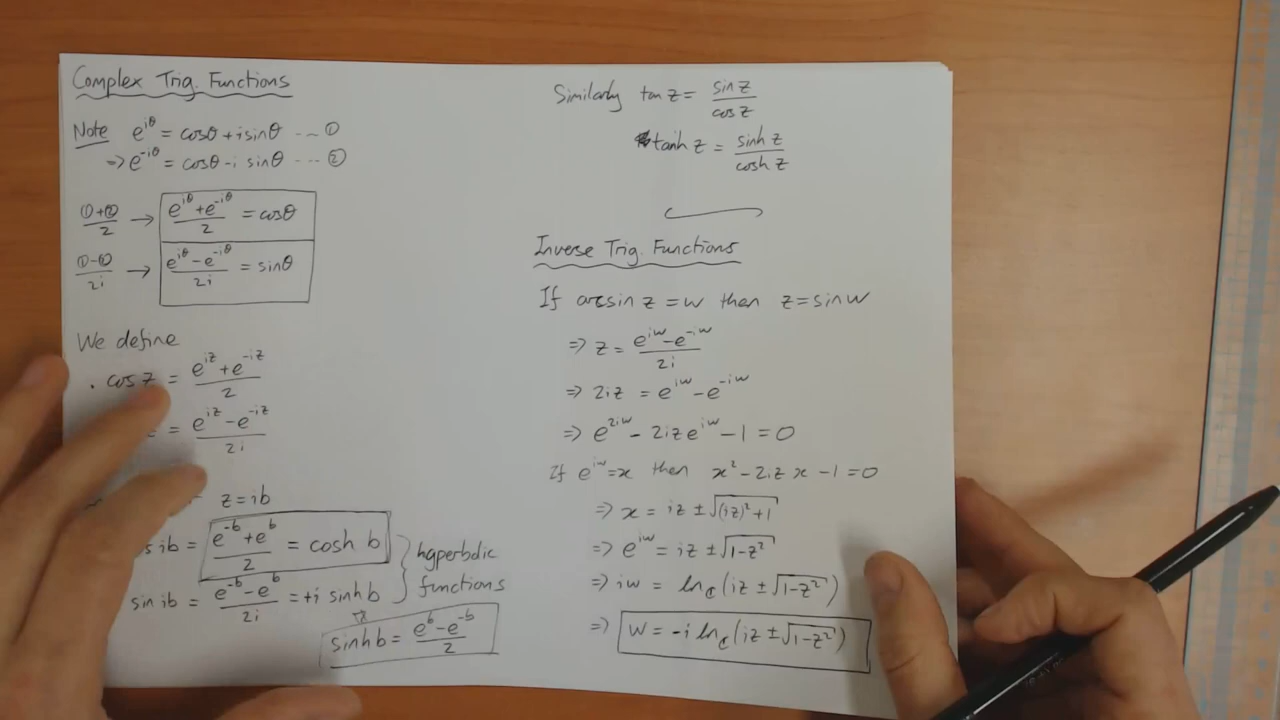 Complex Trig. Functions
Note e^{iθ} = cosθ + i sinθ --- ①
⇒ e^{-iθ} = cosθ - i sinθ --- ②
(①+②)/2 → (e^{iθ} + e^{-iθ})/2 = cosθ
(①-②)/2i → (e^{iθ} - e^{-iθ})/2i = sinθ
We define
. cos z = (e^{iz} + e^{-iz})/2
= (e^{iz} - e^{-iz})/2i
z = ib
s ib = (e^{-b} + e^{b})/2 = cosh b
sin ib = (e^{-b} - e^{b})/2i = +i sinh b
} hyperbolic
functions
sinh b = (e^{b} - e^{-b})/2
Similarly tan z = sin z/cos z
tanh z = sinh z/cosh z
Inverse Trig. Functions
If arcsin z = w then z = sin w
⇒ z = (e^{iw} - e^{-iw})/2i
⇒ 2iz = e^{iw} - e^{-iw}
⇒ e^{2iw} - 2iz e^{iw} - 1 = 0
If e^{iw} = x then x² - 2iz x - 1 = 0
⇒ x = iz ± √((iz)² + 1)
⇒ e^{iw} = iz ± √(1-z²)
⇒ iw = ln_ℂ(iz ± √(1-z²))
⇒ w = -i ln_ℂ(iz ± √(1-z²))